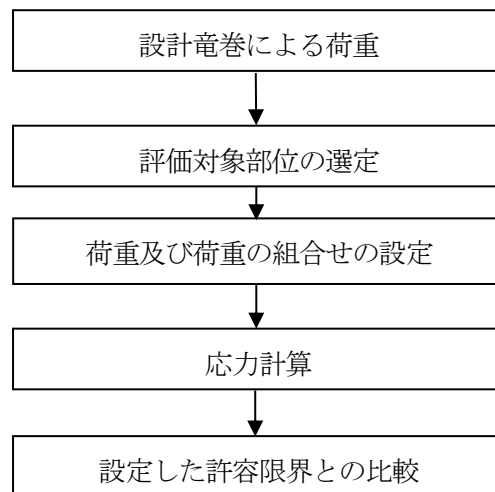 設計竜巻による荷重
評価対象部位の選定
荷重及び荷重の組合せの設定
応力計算
設定した許容限界との比較